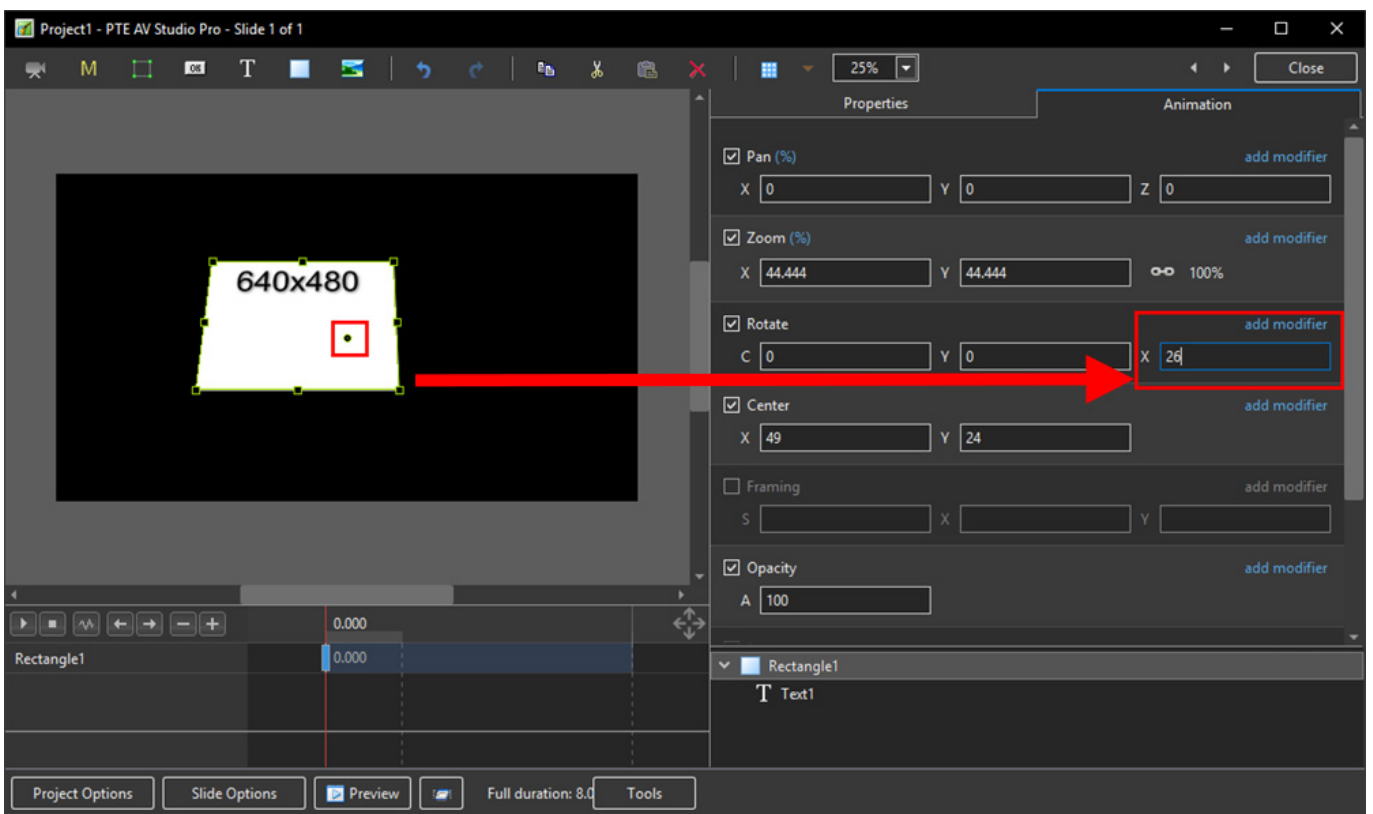 Project1 - PTE AV Studio Pro - Slide 1 of 1
M OK T 25% Close
Properties Animation
Pan (%) add modifier
X 0 Y 0 Z 0
Zoom (%) add modifier
X 44.444 Y 44.444 100%
640x480
Rotate add modifier
C 0 Y 0 X 26
Center add modifier
X 49 Y 24
Framing add modifier
S X Y
Opacity add modifier
A 100
0.000
Rectangle1 0.000
Rectangle1
T Text1
Project Options Slide Options Preview Full duration: 8.0 Tools